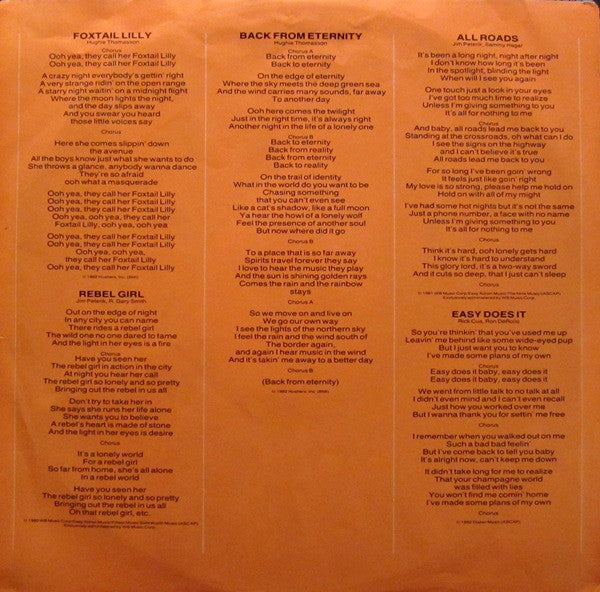 FOXTAIL LILLY
Hughie Thomasson
Chorus
Ooh yea, they call her Foxtail Lilly
Ooh yea, they call her Foxtail Lilly
A crazy night everybody's gettin' right
A very strange ridin' on the open range
A starry night waitin' on a midnight flight
Where the moon lights the night,
and the day slips away
And you swear you heard
those little voices say
Chorus
Here she comes slippin' down
the avenue
All the boys know just what she wants to do
She throws a glance, anybody wanna dance
They're so afraid
ooh what a masquerade
Ooh yea, they call her Foxtail Lilly
Ooh yea, they call her Foxtail Lilly
Ooh yea, they call her Foxtail Lilly
Ooh yea, ooh yea, they call her
Foxtail Lilly, ooh ooh yea
Ooh yea, they call her Foxtail Lilly
Ooh yea, they call her Foxtail Lilly
Ooh yea, ooh yea,
they call her Foxtail Lilly
Ooh yea, they call her Foxtail Lilly
© 1982 Hustlers, Inc. (BMI)
REBEL GIRL
Jim Peterik, R. Gary Smith
Out on the edge of night
In any city you can name
There rides a rebel girl
The wild one no one dared to tame
And the light in her eyes is a fire
Chorus
Have you seen her
The rebel girl in action in the city
At night you hear her call
The rebel girl so lonely and so pretty
Bringing out the rebel in us all
Don't try to take her in
She says she runs her life alone
She wants you to believe
A rebel's heart is made of stone
And the light in her eyes is desire
Chorus
It's a lonely world
For a rebel girl
So far from home, she's all alone
In a rebel world
Have you seen her
The rebel girl so lonely and so pretty
Bringing out the rebel in us all
Oh that rebel girl, etc.
BACK FROM ETERNITY
Hughie Thomasson
Chorus A
Back from eternity
Back to eternity
On the edge of eternity
Where the sky meets the deep green sea
And the wind carries many sounds, far away
To another day
Ooh here comes the twilight
Just in the right time, it's always right
Another night in the life of a lonely one
Chorus B
Back to eternity
Back from reality
Back from eternity
Back to reality
On the trail of identity
What in the world do you want to be
Chasing something
that you can't even see
Like a cat's shadow, like a full moon
Ya hear the howl of a lonely wolf
Feel the presence of another soul
But now where did it go
Chorus B
To a place that is so far away
Spirits travel forever they say
I love to hear the music they play
And the sun is shining golden rays
Comes the rain and the rainbow
stays
Chorus A
So we move on and live on
We go our own way
I see the lights of the northern sky
I feel the rain and the wind south of
The border again,
and again I hear music in the wind
And it's takin' me away to a better day
Chorus B
(Back from eternity)
© 1982 Hustlers, Inc. (BMI)
ALL ROADS
Jim Peterik, Sammy Hagar
It's been a long night, night after night
I don't know how long it's been
In the spotlight, blinding the light
When will I see you again
One touch just a look in your eyes
I've got too much time to realize
Unless I'm giving something to you
It's all for nothing to me
Chorus
And baby, all roads lead me back to you
Standing at the crossroads, oh what can I do
I see the signs on the highway
and I can't believe it's true
All roads lead me back to you
For so long I've been goin' wrong
It feels just like goin' right
My love is so strong, please help me hold on
Hold on with all of my might
I've had some hot nights but it's not the same
Just a phone number, a face with no name
Unless I'm giving something to you
It's all for nothing to me
Chorus
Think it's hard, ooh lonely gets hard
I know it's hard to understand
This glory lord, it's a two-way sword
And it cuts so deep, that I just can't sleep
Chorus
EASY DOES IT
Rick Cua, Ron DeRollo
So you're thinkin' that you've used me up
Leavin' me behind like some wide-eyed pup
But I just want you to know
I've made some plans of my own
Chorus
Easy does it baby, easy does it
Easy does it baby, easy does it
We went from little talk to no talk at all
I didn't even mind and I can't even recall
Just how you worked over me
But I wanna thank you for settin' me free
Chorus
I remember when you walked out on me
Such a bad bad feelin'
But I've come back to tell you baby
It's alright now, can't keep me down
It didn't take long for me to realize
That your champagne world
was filled with lies
You won't find me comin' home
I've made some plans of my own
Chorus